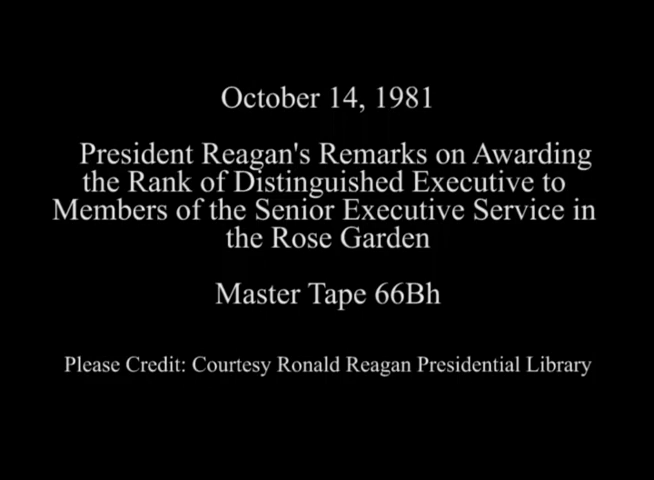 October 14, 1981
President Reagan's Remarks on Awarding
the Rank of Distinguished Executive to
Members of the Senior Executive Service in
the Rose Garden
Master Tape 66Bh
Please Credit: Courtesy Ronald Reagan Presidential Library